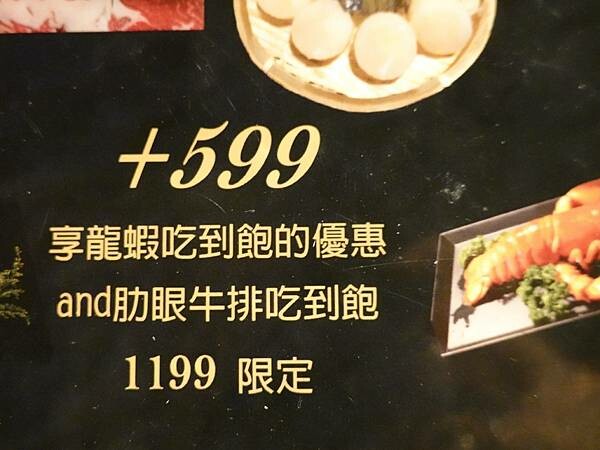 +599
享龍蝦吃到飽的優惠
and肋眼牛排吃到飽
1199 限定